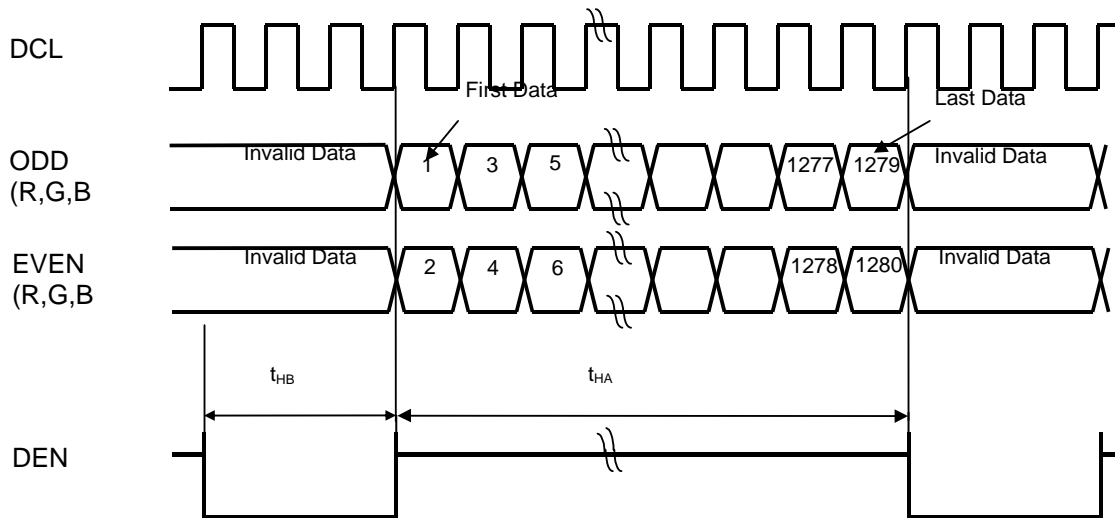 DCL
First Data
Last Data
ODD
(R,G,B
Invalid Data
1
3
5
1277
1279
Invalid Data
EVEN
(R,G,B
Invalid Data
2
4
6
1278
1280
Invalid Data
tHB
tHA
DEN